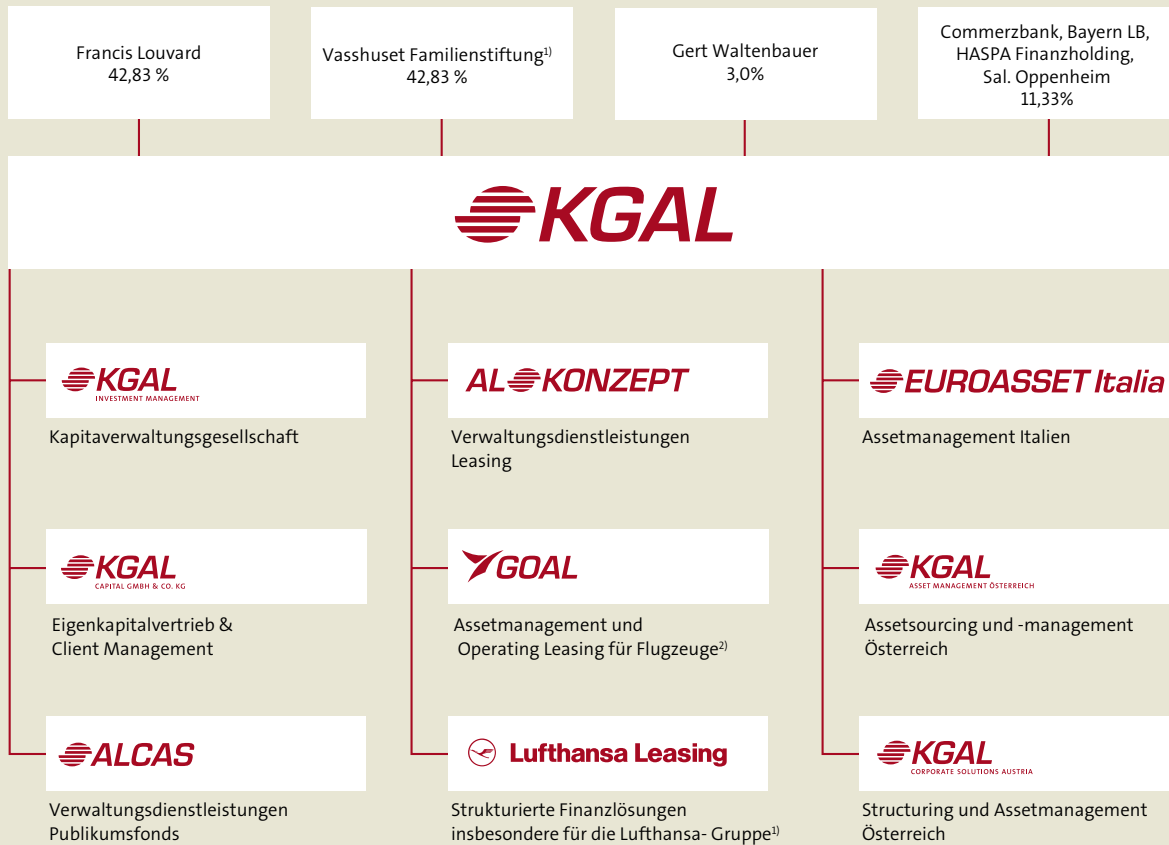 Francis Louvard
42,83 %
Vasshuset Familienstiftung¹⁾
42,83 %
Gert Waltenbauer
3,0%
Commerzbank, Bayern LB,
HASPA Finanzholding,
Sal. Oppenheim
11,33%
KGAL
KGAL
INVESTMENT MANAGEMENT
Kapitaverwaltungsgesellschaft
AL KONZEPT
Verwaltungsdienstleistungen
Leasing
EUROASSET Italia
Assetmanagement Italien
KGAL
CAPITAL GMBH & CO. KG
Eigenkapitalvertrieb &
Client Management
GOAL
Assetmanagement und
Operating Leasing für Flugzeuge²⁾
KGAL
ASSET MANAGEMENT ÖSTERREICH
Assetsourcing und -management
Österreich
ALCAS
Verwaltungsdienstleistungen
Publikumsfonds
Lufthansa Leasing
Strukturierte Finanzlösungen
insbesondere für die Lufthansa- Gruppe¹⁾
KGAL
CORPORATE SOLUTIONS AUSTRIA
Structuring und Assetmanagement
Österreich